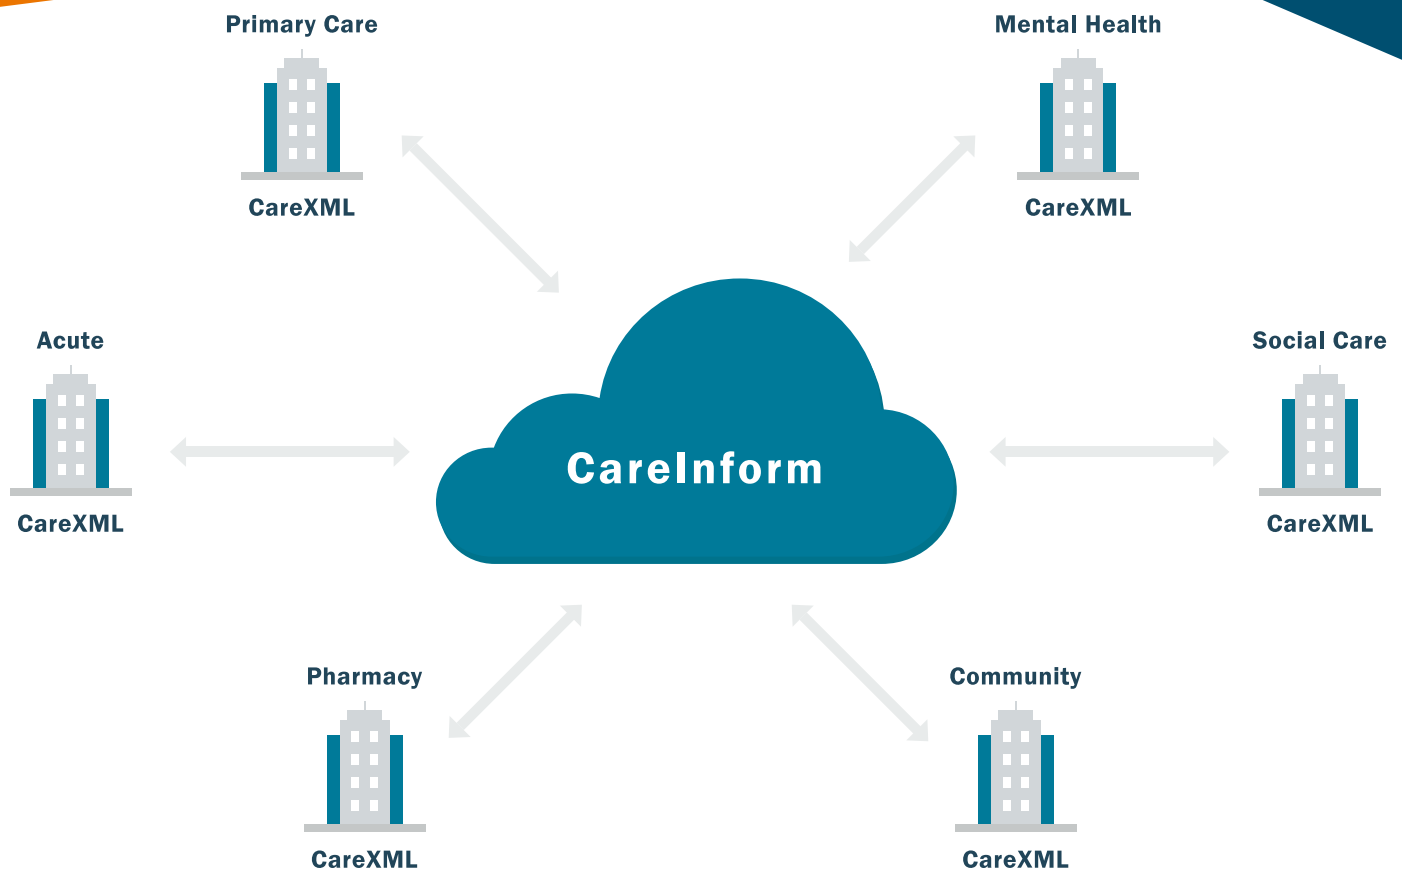 Primary Care
Mental Health
CareXML
CareXML
Acute
Social Care
CareInform
CareXML
CareXML
Pharmacy
Community
CareXML
CareXML